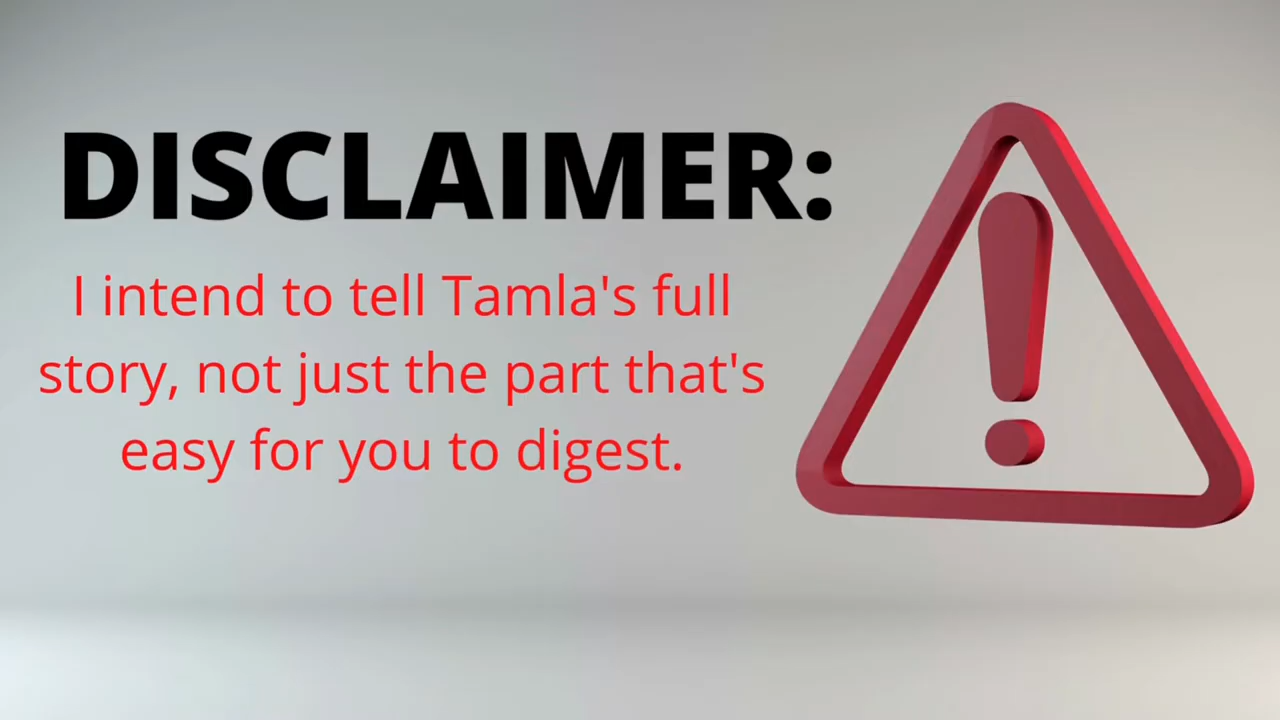 DISCLAIMER:
I intend to tell Tamla's full
story, not just the part that's
easy for you to digest.